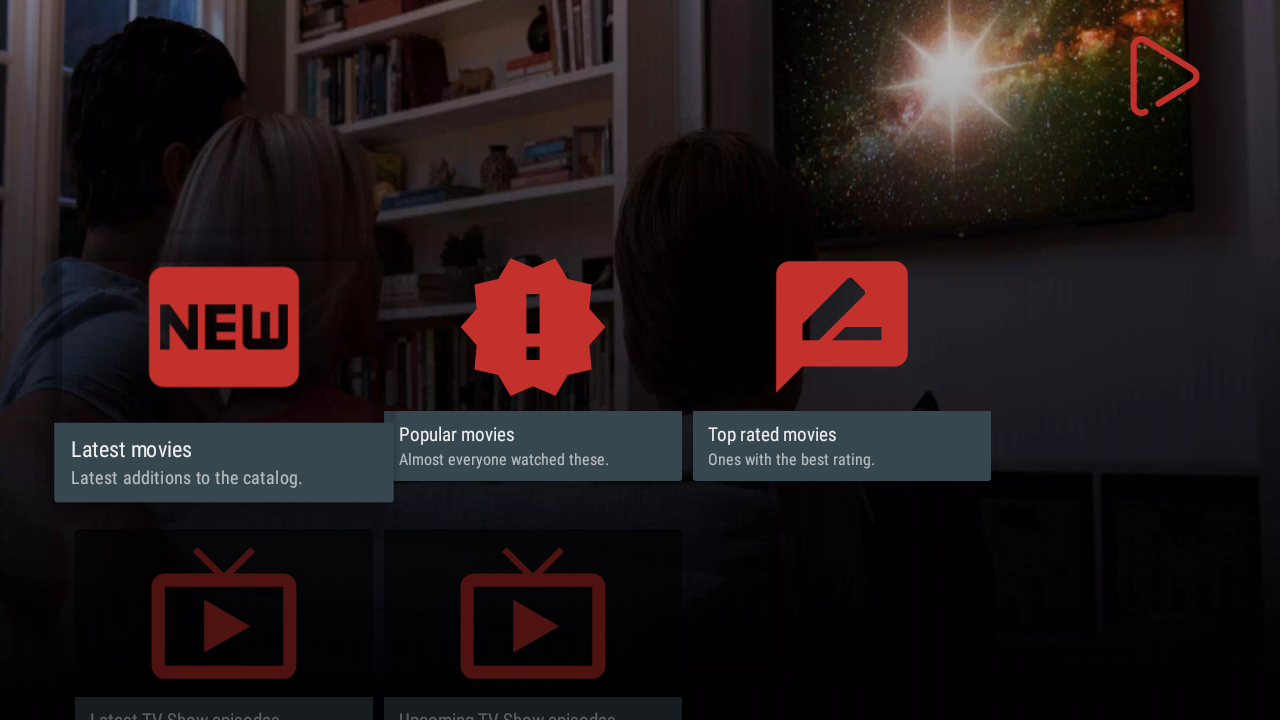 NEW
Latest movies
Latest additions to the catalog.
Popular movies
Almost everyone watched these.
Top rated movies
Ones with the best rating.
Latest TV Show episodes
Upcoming TV Show episodes